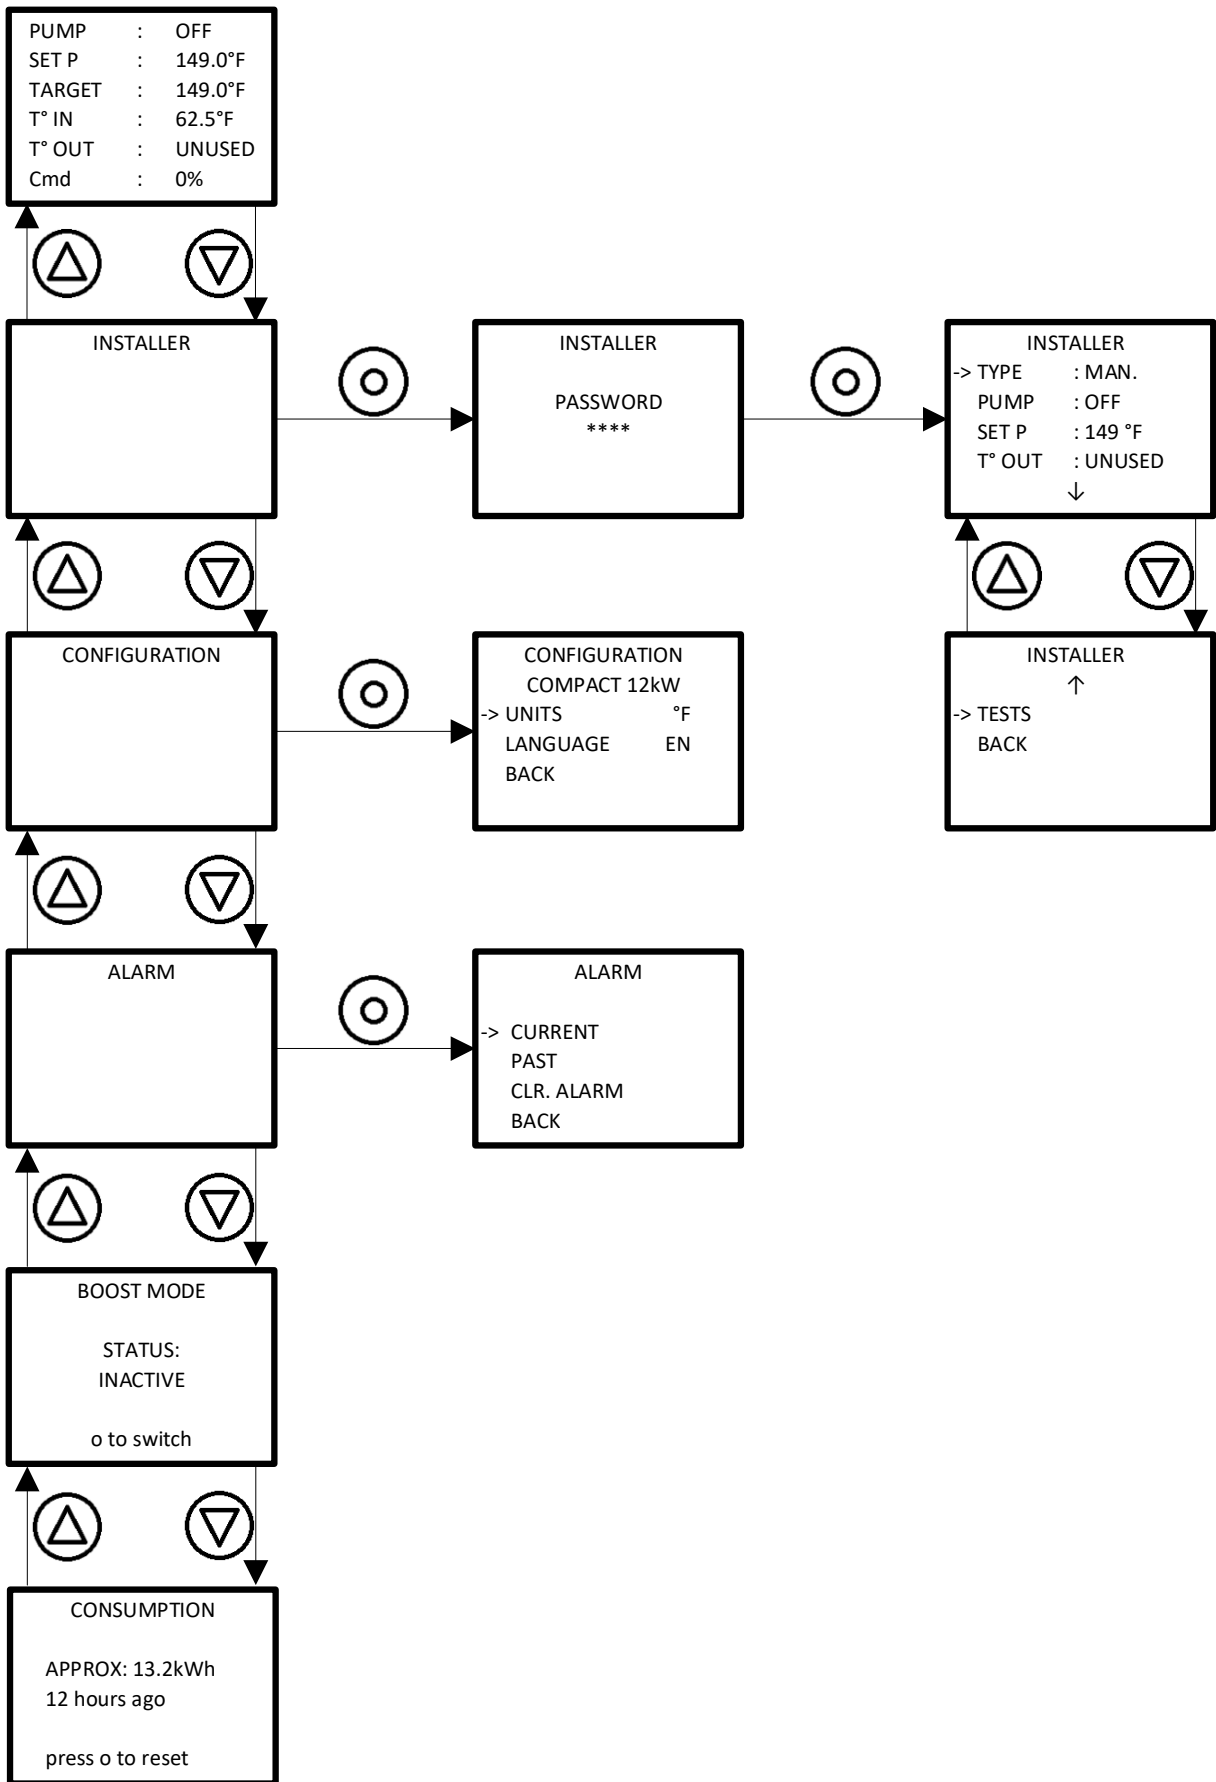 PUMP : OFF
SET P : 149.0°F
TARGET : 149.0°F
T° IN : 62.5°F
T° OUT : UNUSED
Cmd : 0%
INSTALLER
INSTALLER
PASSWORD
****
INSTALLER
-> TYPE : MAN.
PUMP : OFF
SET P : 149 °F
T° OUT : UNUSED
↓
CONFIGURATION
CONFIGURATION
COMPACT 12kW
-> UNITS °F
LANGUAGE EN
BACK
INSTALLER
↑
-> TESTS
BACK
ALARM
ALARM
-> CURRENT
PAST
CLR. ALARM
BACK
BOOST MODE
STATUS:
INACTIVE
o to switch
CONSUMPTION
APPROX: 13.2kWh
12 hours ago
press o to reset